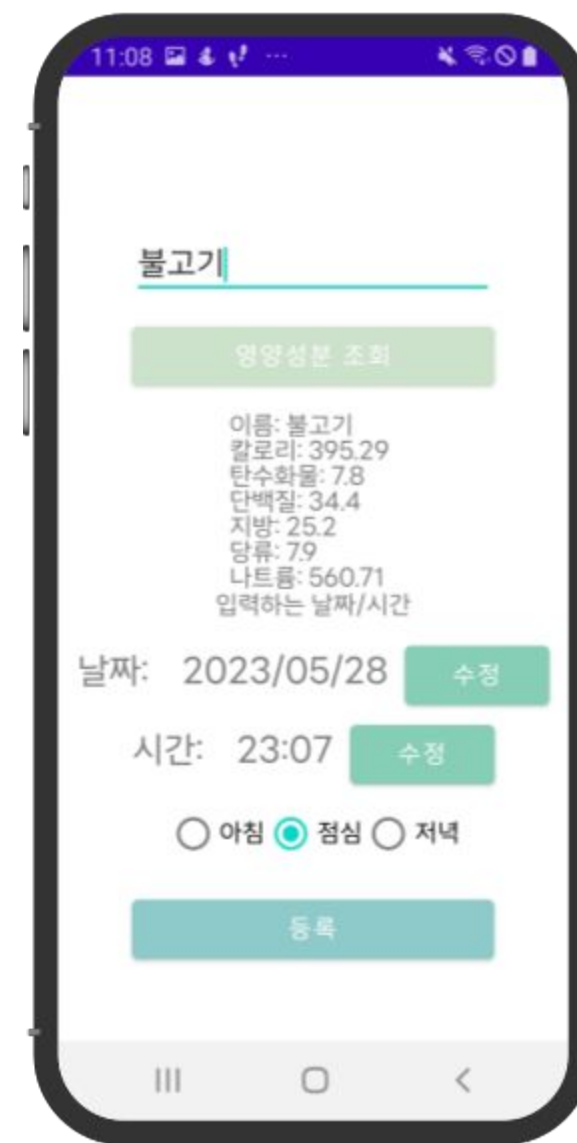 11:08
불고기
영양성분 조회
이름: 불고기
칼로리: 395.29
탄수화물: 7.8
단백질: 34.4
지방: 25.2
당류: 7.9
나트륨: 560.71
입력하는 날짜/시간
날짜: 2023/05/28 수정
시간: 23:07 수정
아침 점심 저녁
등록